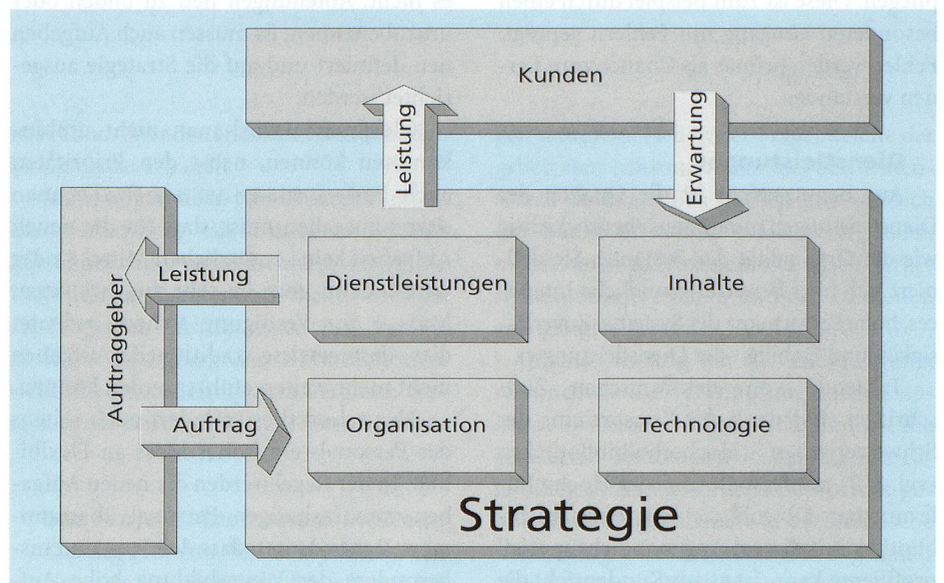 Kunden
Leistung
Erwartung
Auftraggeber
Leistung
Dienstleistungen
Inhalte
Auftrag
Organisation
Technologie
Strategie